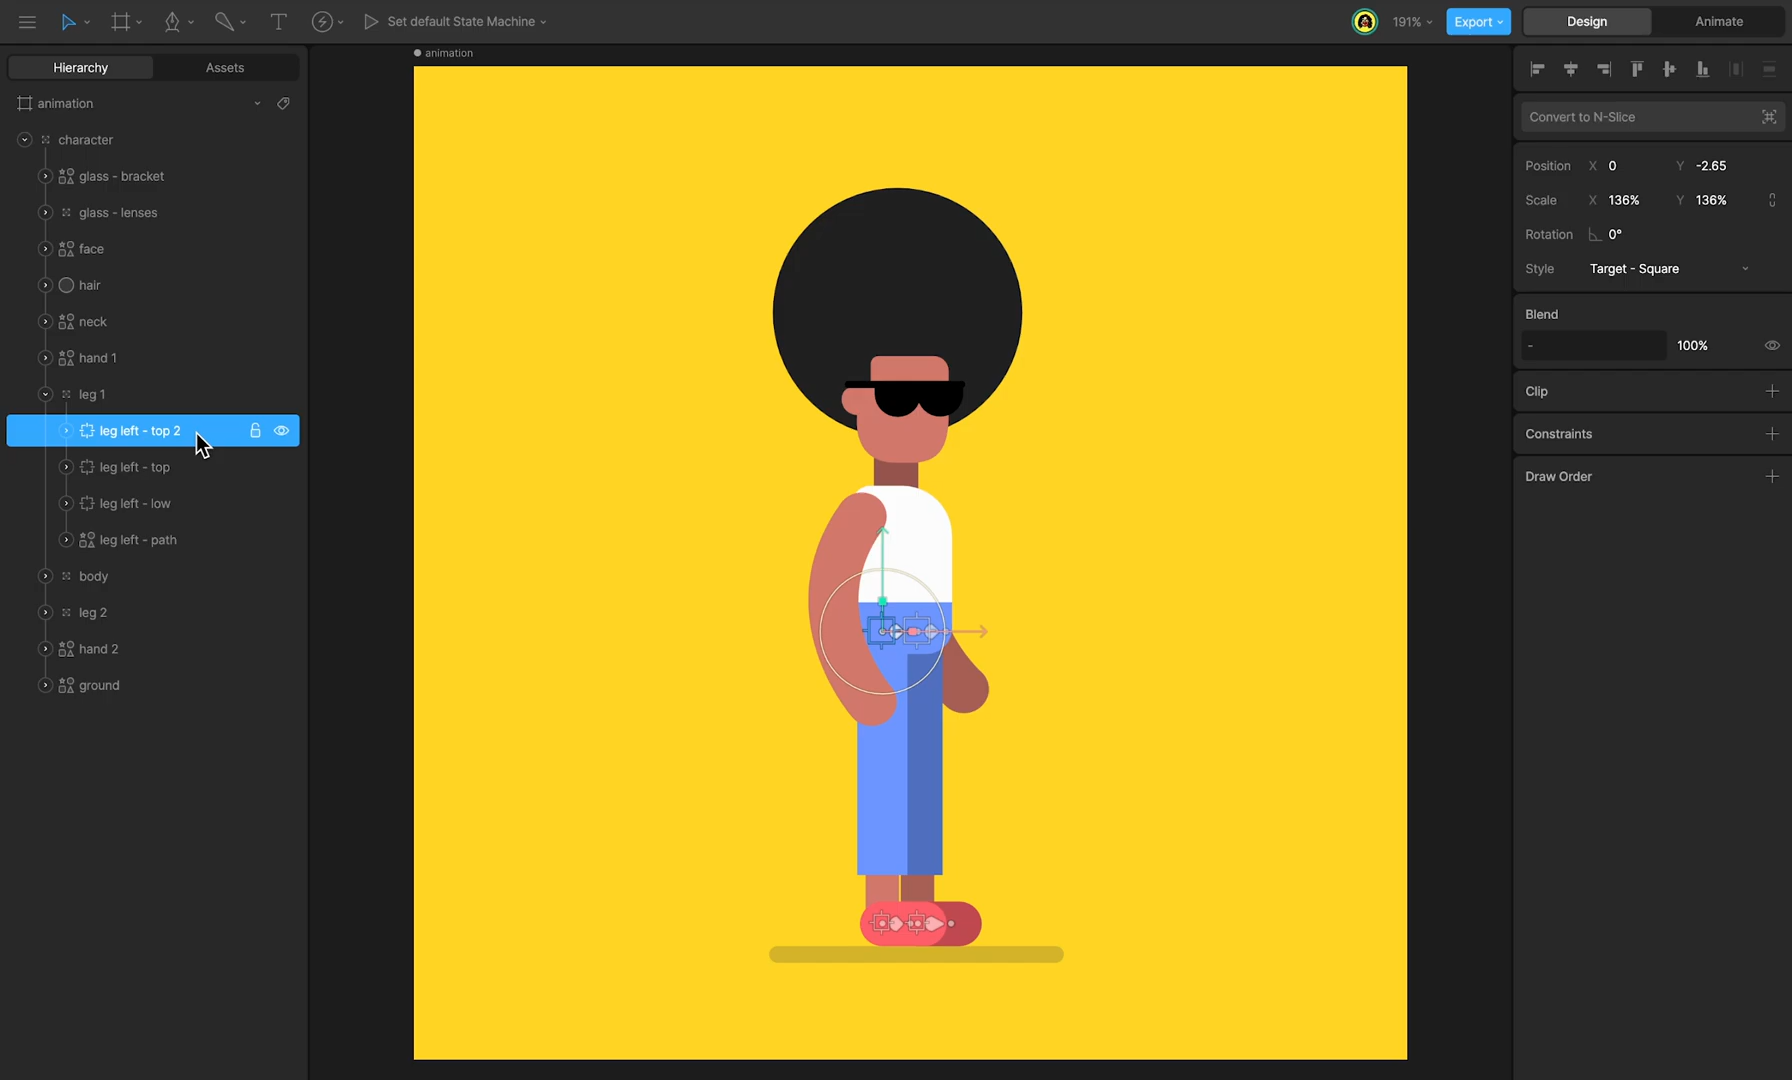 Set default State Machine
191%
Export
Design
Animate
Hierarchy
Assets
animation
character
glass - bracket
glass - lenses
face
hair
neck
hand 1
leg 1
leg left - top 2
leg left - top
leg left - low
leg left - path
body
leg 2
hand 2
ground
animation
Convert to N-Slice
Position X 0 Y -2.65
Scale X 136% Y 136%
Rotation 0°
Style Target - Square
Blend
- 100%
Clip
Constraints
Draw Order